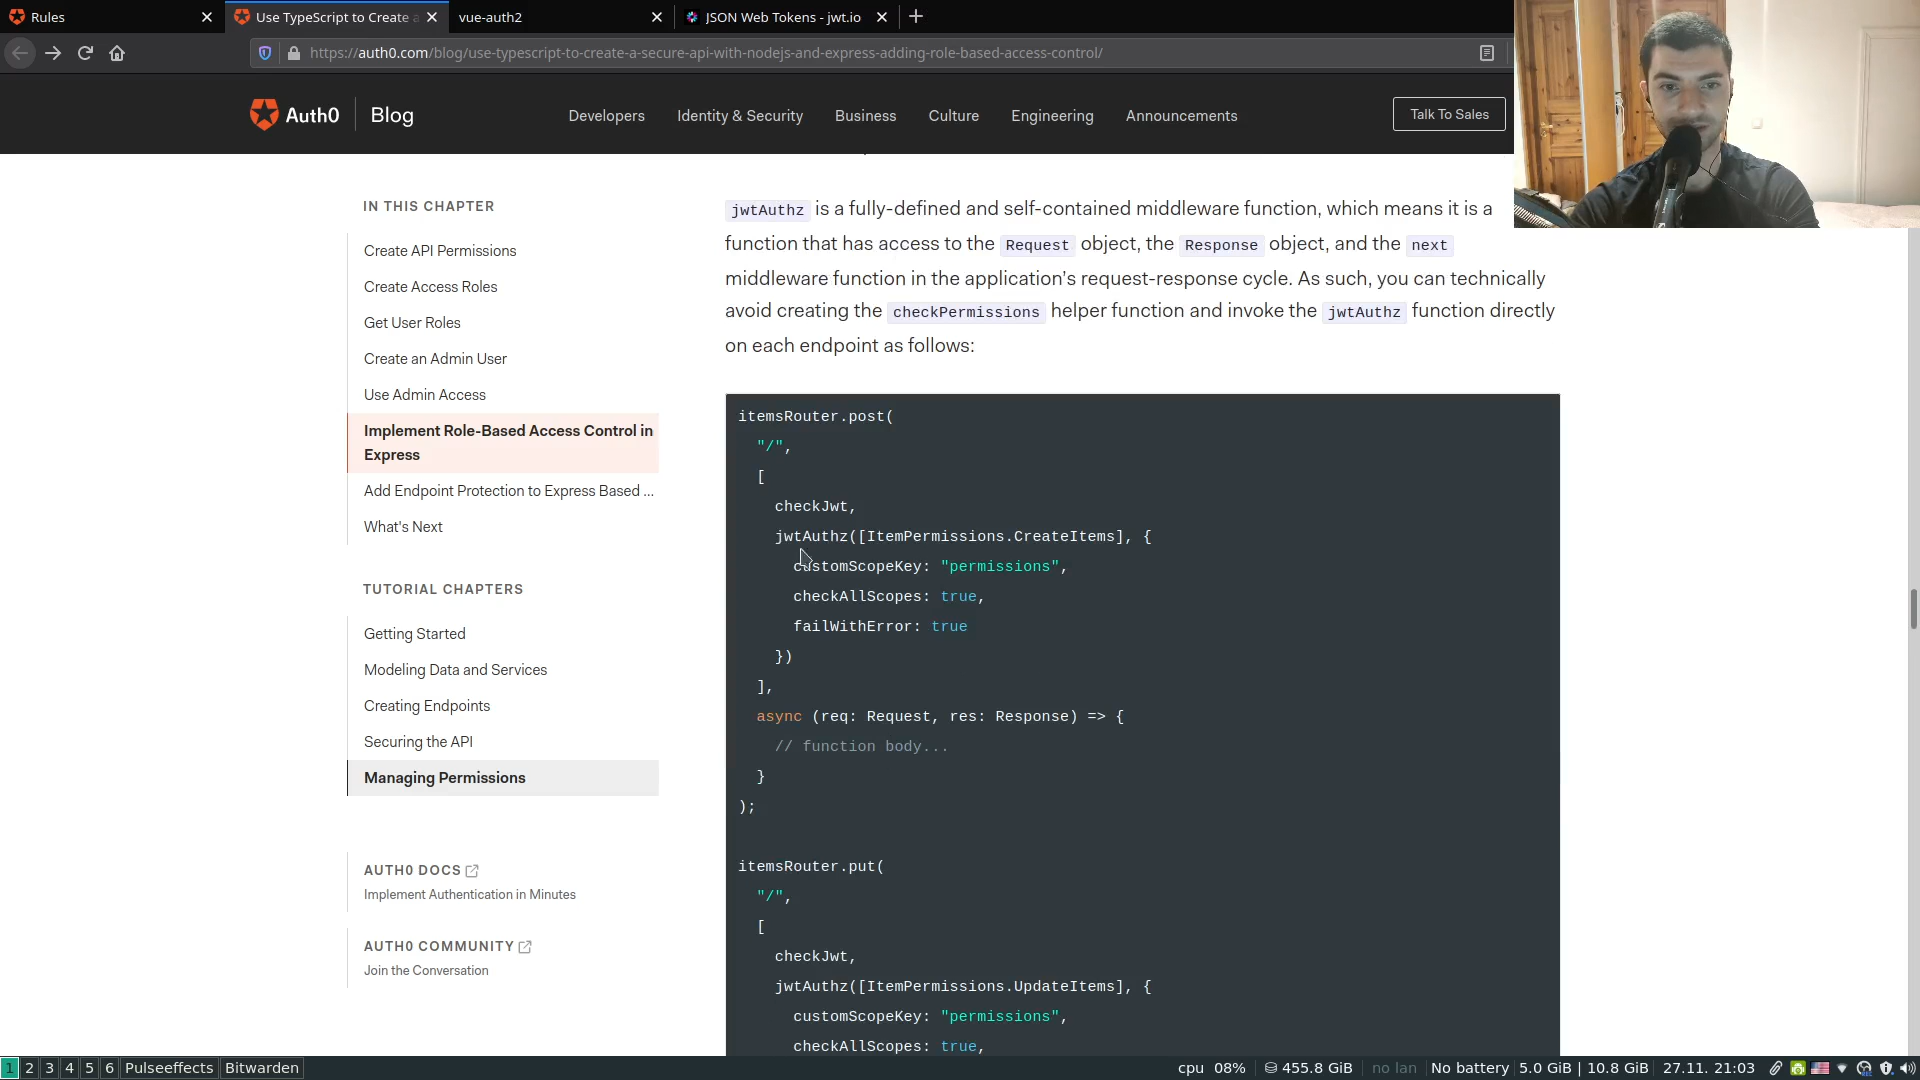 Rules
Use TypeScript to Create a
vue-auth2
JSON Web Tokens - jwt.io
https://auth0.com/blog/use-typescript-to-create-a-secure-api-with-nodejs-and-express-adding-role-based-access-control/
Auth0
Blog
Developers
Identity & Security
Business
Culture
Engineering
Announcements
Talk To Sales
IN THIS CHAPTER
Create API Permissions
Create Access Roles
Get User Roles
Create an Admin User
Use Admin Access
Implement Role-Based Access Control in
Express
Add Endpoint Protection to Express Based ...
What's Next
TUTORIAL CHAPTERS
Getting Started
Modeling Data and Services
Creating Endpoints
Securing the API
Managing Permissions
AUTH0 DOCS
Implement Authentication in Minutes
AUTH0 COMMUNITY
Join the Conversation
jwtAuthz is a fully-defined and self-contained middleware function, which means it is a
function that has access to the Request object, the Response object, and the next
middleware function in the application's request-response cycle. As such, you can technically
avoid creating the checkPermissions helper function and invoke the jwtAuthz function directly
on each endpoint as follows:
itemsRouter.post(
"/",
[
checkJwt,
jwtAuthz([ItemPermissions.CreateItems], {
customScopeKey: "permissions",
checkAllScopes: true,
failWithError: true
})
],
async (req: Request, res: Response) => {
// function body...
}
);
itemsRouter.put(
"/",
[
checkJwt,
jwtAuthz([ItemPermissions.UpdateItems], {
customScopeKey: "permissions",
checkAllScopes: true,
1 2 3 4 5 6 Pulseeffects Bitwarden
cpu 08% 455.8 GiB no lan No battery 5.0 GiB | 10.8 GiB 27.11. 21:03